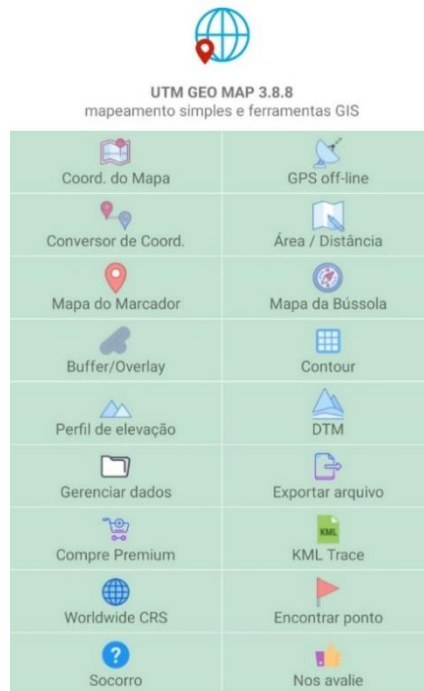 UTM GEO MAP 3.8.8
mapeamento simples e ferramentas GIS
Coord. do Mapa
GPS off-line
Conversor de Coord.
Área / Distância
Mapa do Marcador
Mapa da Bússola
Buffer/Overlay
Contour
Perfil de elevação
DTM
Gerenciar dados
Exportar arquivo
Compre Premium
KML
KML Trace
Worldwide CRS
Encontrar ponto
?
Socorro
Nos avalie